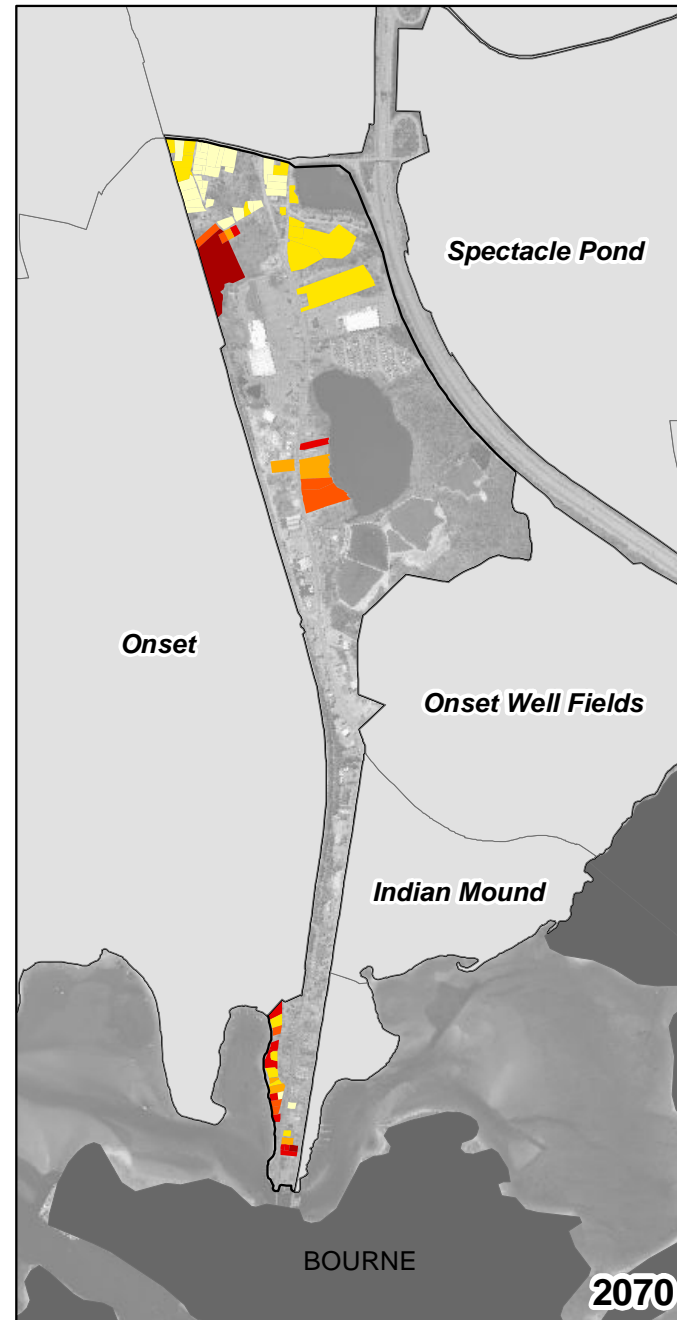 Spectacle Pond
Onset
Onset Well Fields
Indian Mound
BOURNE
2070